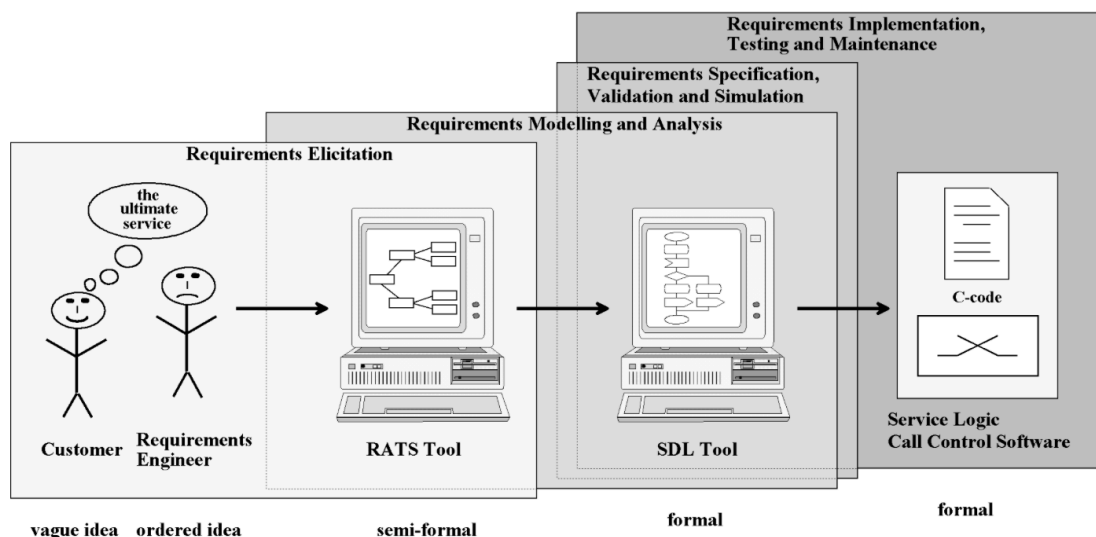 Requirements Implementation,
Testing and Maintenance
Requirements Specification,
Validation and Simulation
Requirements Modelling and Analysis
Requirements Elicitation
the
ultimate
service
C-code
Customer
Requirements
Engineer
RATS Tool
SDL Tool
Service Logic
Call Control Software
vague idea
ordered idea
semi-formal
formal
formal